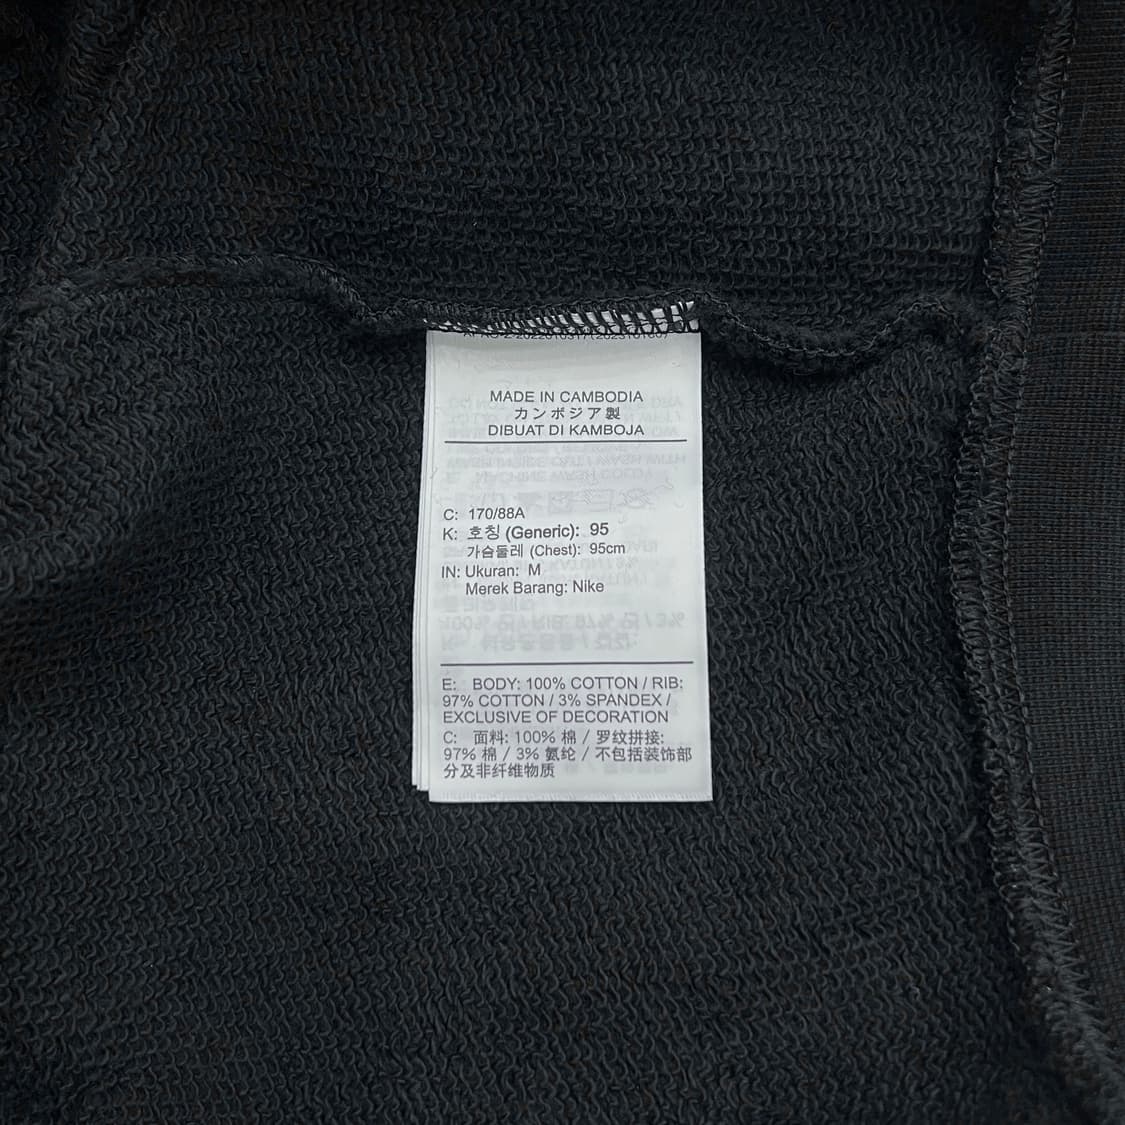 MADE IN CAMBODIA
カンボジア製
DIBUAT DI KAMBOJA
C: 170/88A
K: 호칭 (Generic): 95
가슴둘레 (Chest): 95cm
IN: Ukuran: M
Merek Barang: Nike
E: BODY: 100% COTTON / RIB:
97% COTTON / 3% SPANDEX /
EXCLUSIVE OF DECORATION
C: 面料: 100% 棉 / 罗纹拼接:
97% 棉 / 3% 氨纶 / 不包括装饰部
分及非纤维物质